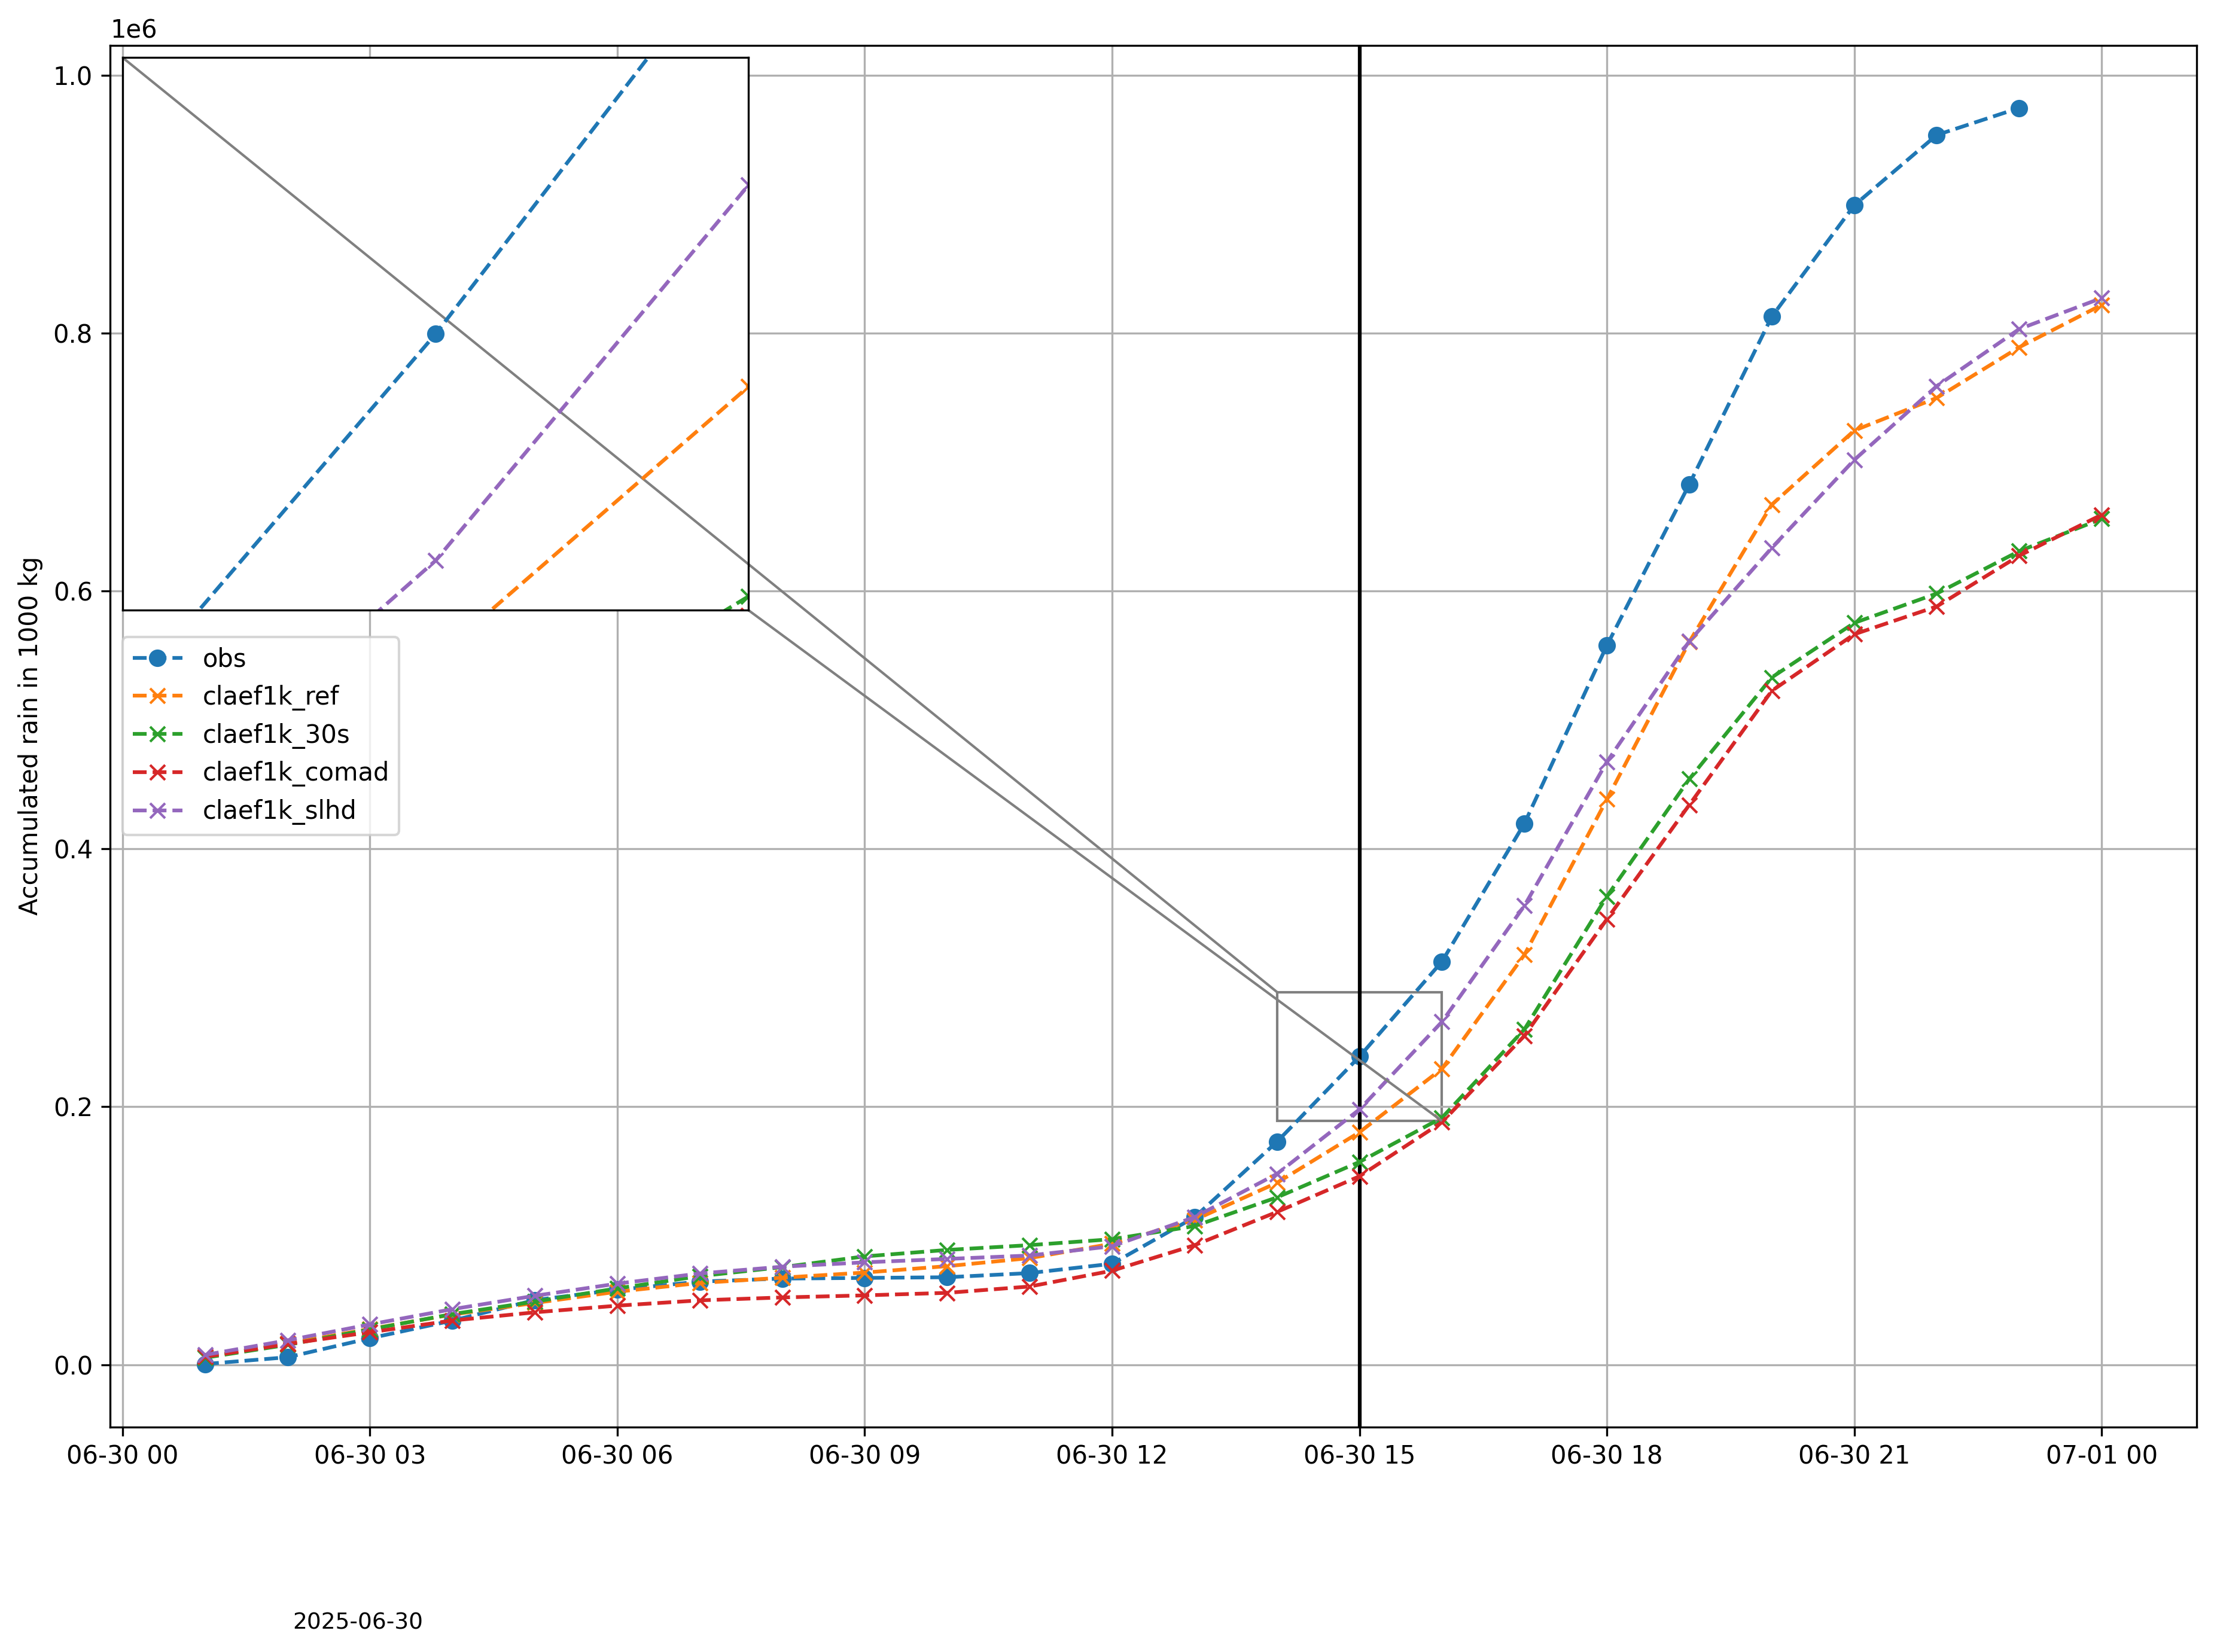 1e6
1.0
0.8
0.6
0.4
0.2
0.0
Accumulated rain in 1000 kg
obs
claef1k_ref
claef1k_30s
claef1k_comad
claef1k_slhd
06-30 00 06-30 03 06-30 06 06-30 09 06-30 12 06-30 15 06-30 18 06-30 21 07-01 00
2025-06-30